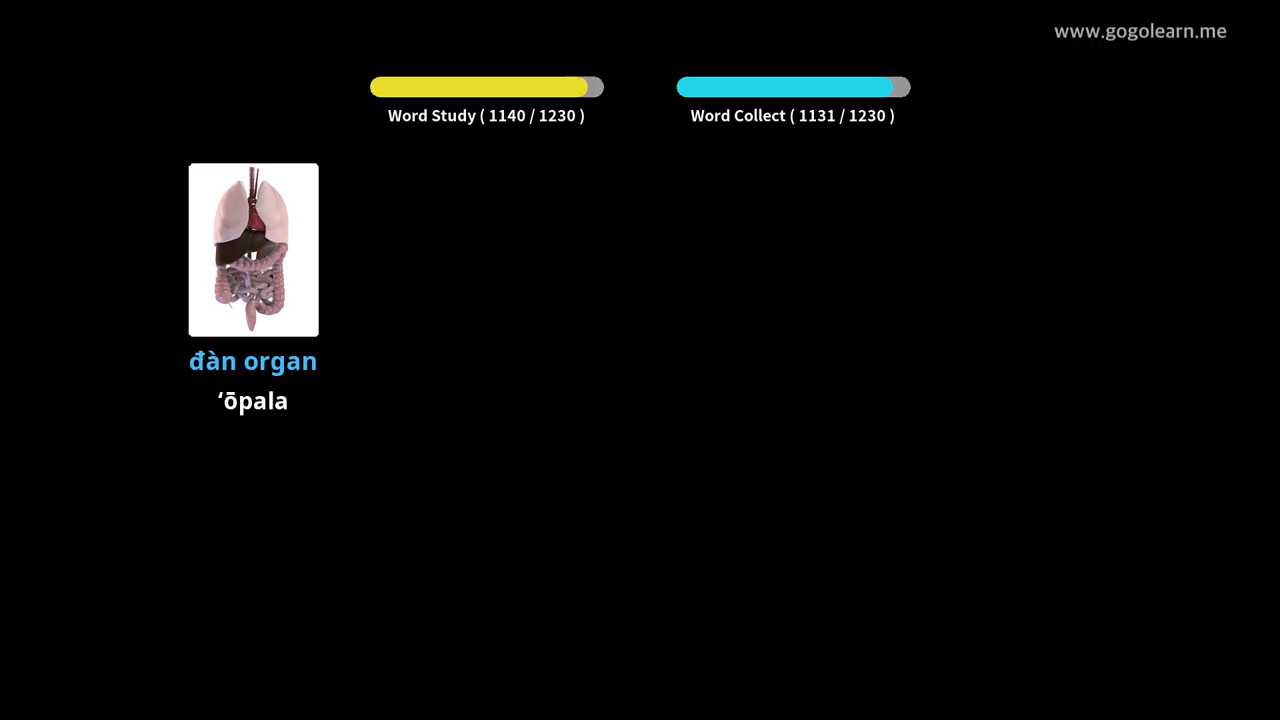 www.gogolearn.me
Word Study ( 1140 / 1230 )
Word Collect ( 1131 / 1230 )
đàn organ
ʻōpala